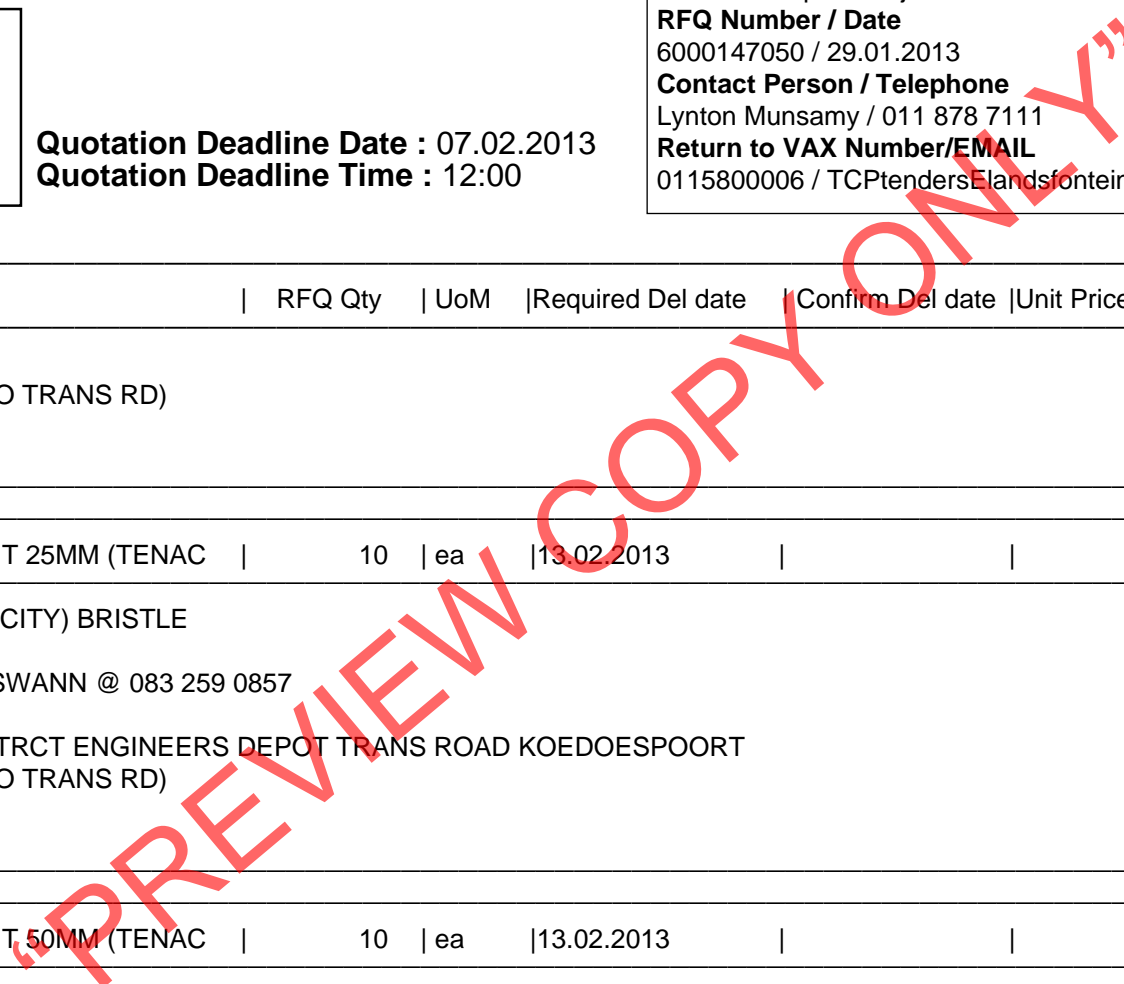 RFQ Number / Date
6000147050 / 29.01.2013
Contact Person / Telephone
Lynton Munsamy / 011 878 7111
Return to VAX Number/EMAIL
0115800006 / TCPtendersElandsfontein
Quotation Deadline Date : 07.02.2013
Quotation Deadline Time : 12:00
| RFQ Qty | UoM |Required Del date | Confirm Del date |Unit Price
O TRANS RD)
T 25MM (TENAC | 10 | ea |13.02.2013 | |
CITY) BRISTLE
SWANN @ 083 259 0857
TRCT ENGINEERS DEPOT TRANS ROAD KOEDOESPOORT
O TRANS RD)
T 50MM (TENAC | 10 | ea |13.02.2013 | |
“PREVIEW COPY ONLY”